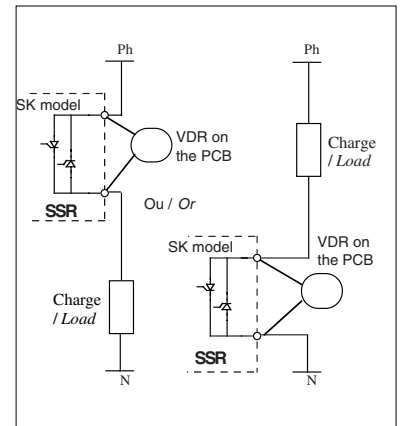 Ph
SK model
VDR on
the PCB
SSR
Ou / Or
Charge
/ Load
N
Ph
Charge
/ Load
SK model
VDR on
the PCB
SSR
N